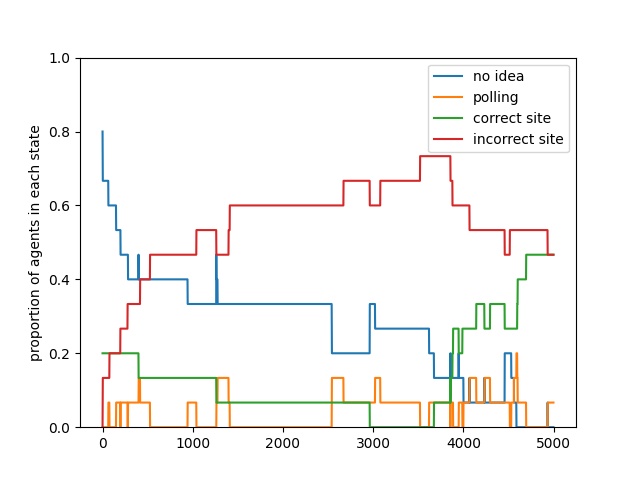 1.0
0.8
0.6
0.4
0.2
0.0
proportion of agents in each state
no idea
polling
correct site
incorrect site
0 1000 2000 3000 4000 5000